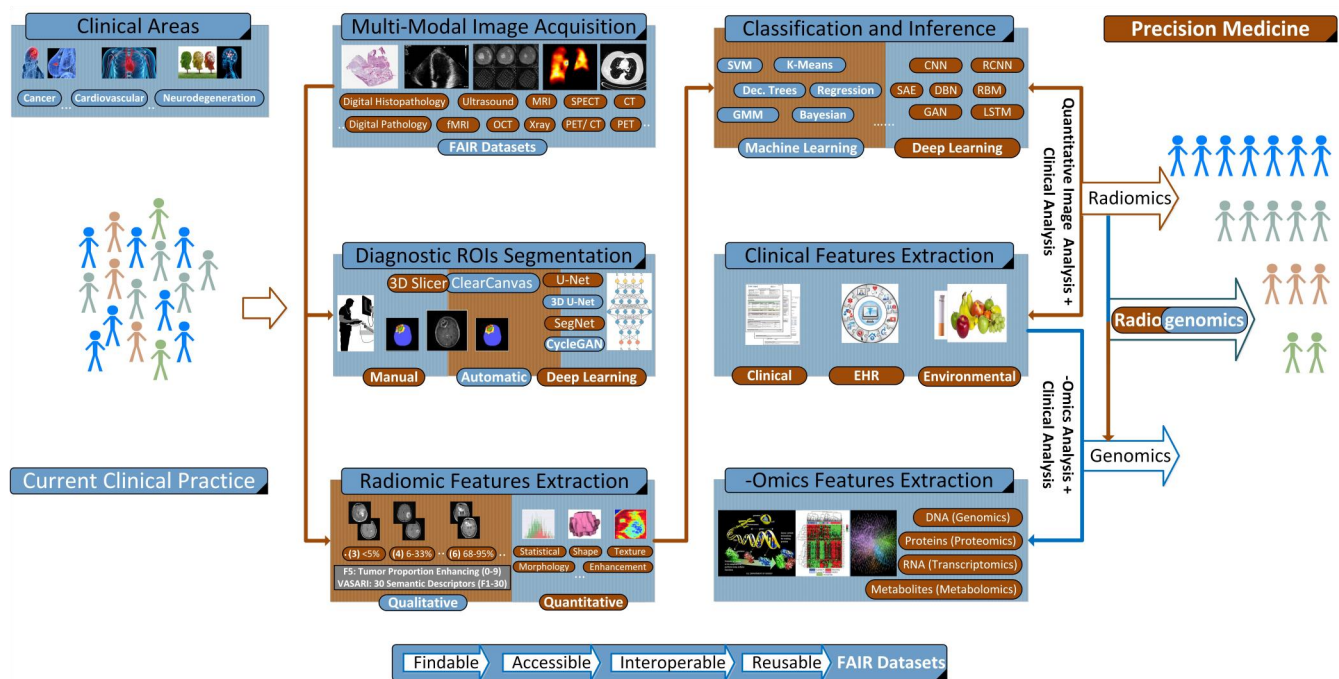 Clinical Areas
Cancer
Cardiovascular
Neurodegeneration
...
...
Current Clinical Practice
Multi-Modal Image Acquisition
Digital Histopathology
Ultrasound
MRI
SPECT
CT
..
Digital Pathology
fMRI
OCT
Xray
PET/ CT
PET
..
FAIR Datasets
Diagnostic ROIs Segmentation
3D Slicer
ClearCanvas
U-Net
3D U-Net
SegNet
CycleGAN
Manual
Automatic
Deep Learning
Radiomic Features Extraction
. (3) <5%
(4) 6-33%
..
(6) 68-95%
..
F5: Tumor Proportion Enhancing (0-9)
VASARI: 30 Semantic Descriptors (F1-30)
Qualitative
Statistical
Shape
Texture
Morphology
Enhancement
...
Quantitative
Classification and Inference
SVM
K-Means
Dec. Trees
Regression
GMM
Bayesian
......
CNN
RCNN
SAE
DBN
RBM
GAN
LSTM
Machine Learning
Deep Learning
Clinical Features Extraction
Clinical
EHR
Environmental
-Omics Features Extraction
DNA (Genomics)
Proteins (Proteomics)
RNA (Transcriptomics)
Metabolites (Metabolomics)
Quantitative Image Analysis +
Clinical Analysis
-Omics Analysis +
Clinical Analysis
Precision Medicine
Radiomics
Radiogenomics
Genomics
Findable
Accessible
Interoperable
Reusable
FAIR Datasets